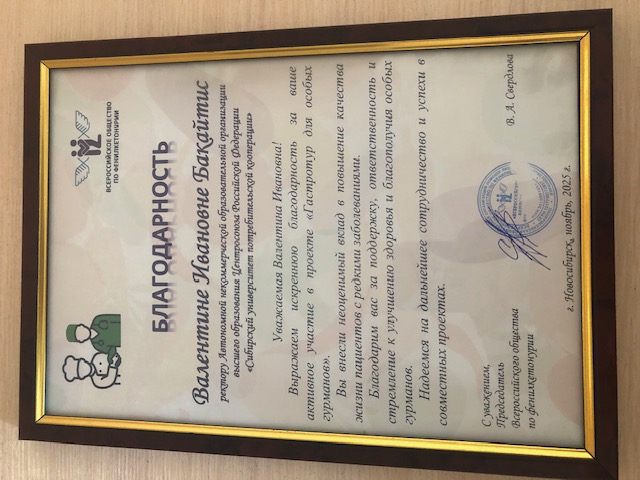 ВСЕРОССИЙСКОЕ ОБЩЕСТВО
ПО ФЕНИЛКЕТОНУРИИ
БЛАГОДАРНОСТЬ
Валентине Ивановне Бакайтис
ректору Автономной некоммерческой образовательной организации
высшего образования Центросоюза Российской Федерации
«Сибирский университет потребительской кооперации»
Уважаемая Валентина Ивановна!
Выражаем искреннюю благодарность за ваше
активное участие в проекте «Гастротур для особых
гурманов».
Вы внесли неоценимый вклад в повышение качества
жизни пациентов с редкими заболеваниями.
Благодарим вас за поддержку, ответственность и
стремление к улучшению здоровья и благополучия особых
гурманов.
Надеемся на дальнейшее сотрудничество и успехи в
совместных проектах.
С уважением,
Председатель
Всероссийского общества
по фенилкетонурии
В. А. Свердлова
г. Новосибирск, ноябрь, 2025 г.